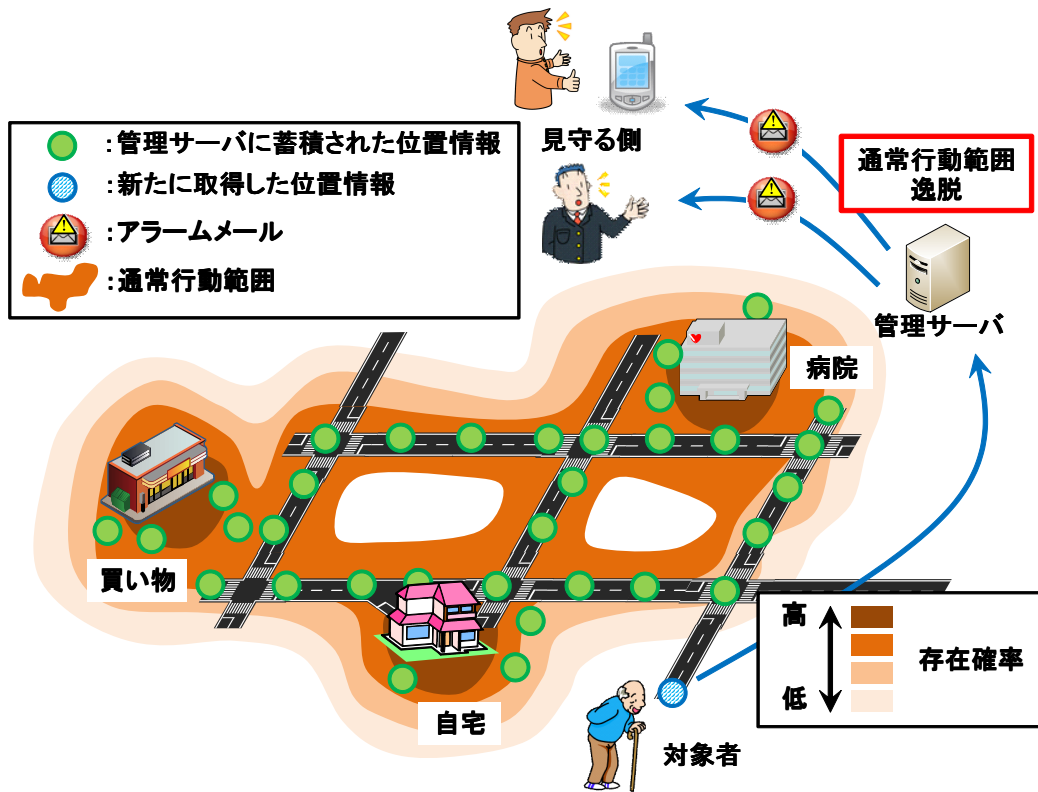 見守る側
:管理サーバに蓄積された位置情報
:新たに取得した位置情報
:アラームメール
:通常行動範囲
通常行動範囲
逸脱
管理サーバ
病院
買い物
高
存在確率
低
自宅
対象者